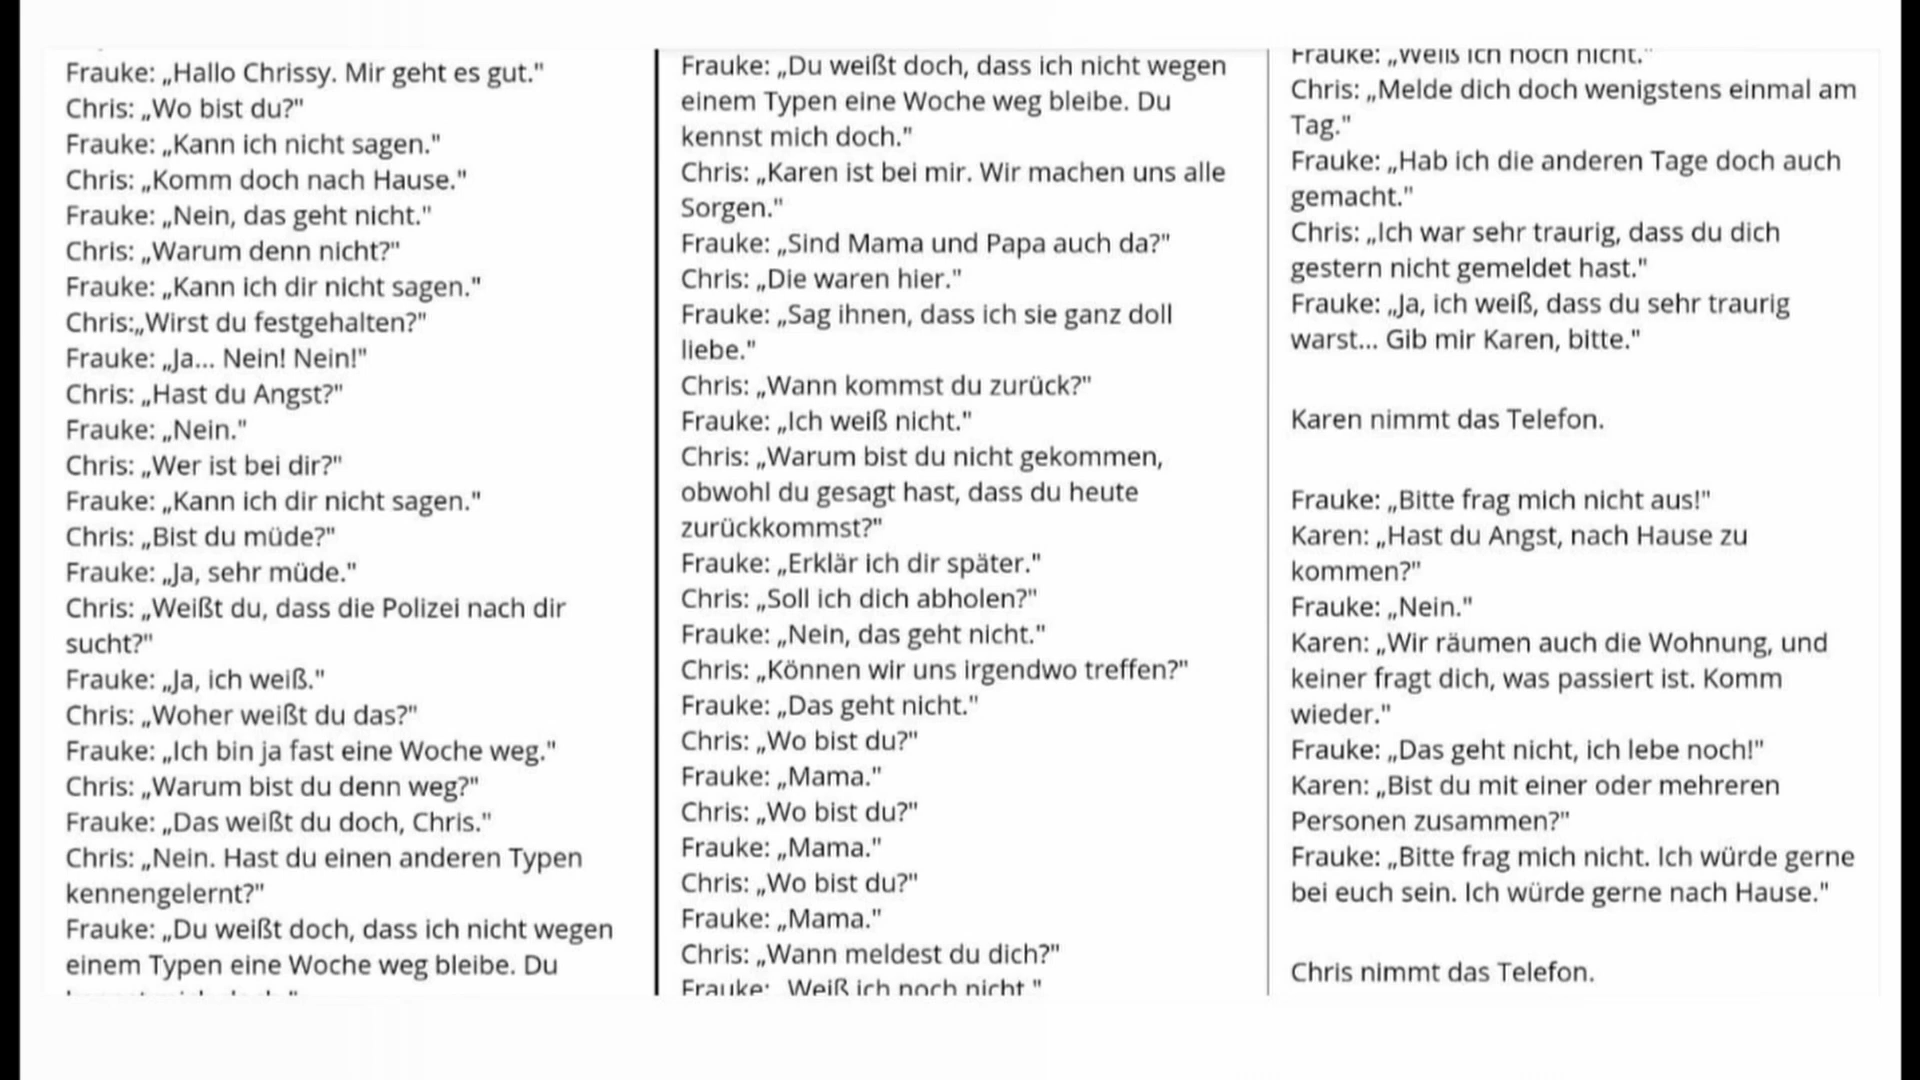 Frauke: „Hallo Chrissy. Mir geht es gut."
Chris: „Wo bist du?"
Frauke: „Kann ich nicht sagen."
Chris: „Komm doch nach Hause."
Frauke: „Nein, das geht nicht."
Chris: „Warum denn nicht?"
Frauke: „Kann ich dir nicht sagen."
Chris:„Wirst du festgehalten?"
Frauke: „Ja... Nein! Nein!"
Chris: „Hast du Angst?"
Frauke: „Nein."
Chris: „Wer ist bei dir?"
Frauke: „Kann ich dir nicht sagen."
Chris: „Bist du müde?"
Frauke: „Ja, sehr müde."
Chris: „Weißt du, dass die Polizei nach dir
sucht?"
Frauke: „Ja, ich weiß."
Chris: „Woher weißt du das?"
Frauke: „Ich bin ja fast eine Woche weg."
Chris: „Warum bist du denn weg?"
Frauke: „Das weißt du doch, Chris."
Chris: „Nein. Hast du einen anderen Typen
kennengelernt?"
Frauke: „Du weißt doch, dass ich nicht wegen
einem Typen eine Woche weg bleibe. Du
Frauke: „Du weißt doch, dass ich nicht wegen
einem Typen eine Woche weg bleibe. Du
kennst mich doch."
Chris: „Karen ist bei mir. Wir machen uns alle
Sorgen."
Frauke: „Sind Mama und Papa auch da?"
Chris: „Die waren hier."
Frauke: „Sag ihnen, dass ich sie ganz doll
liebe."
Chris: „Wann kommst du zurück?"
Frauke: „Ich weiß nicht."
Chris: „Warum bist du nicht gekommen,
obwohl du gesagt hast, dass du heute
zurückkommst?"
Frauke: „Erklär ich dir später."
Chris: „Soll ich dich abholen?"
Frauke: „Nein, das geht nicht."
Chris: „Können wir uns irgendwo treffen?"
Frauke: „Das geht nicht."
Chris: „Wo bist du?"
Frauke: „Mama."
Chris: „Wo bist du?"
Frauke: „Mama."
Chris: „Wo bist du?"
Frauke: „Mama."
Chris: „Wann meldest du dich?"
Frauke: „Weiß ich noch nicht."
Frauke: „Weiß ich noch nicht."
Chris: „Melde dich doch wenigstens einmal am
Tag."
Frauke: „Hab ich die anderen Tage doch auch
gemacht."
Chris: „Ich war sehr traurig, dass du dich
gestern nicht gemeldet hast."
Frauke: „Ja, ich weiß, dass du sehr traurig
warst... Gib mir Karen, bitte."
Karen nimmt das Telefon.
Frauke: „Bitte frag mich nicht aus!"
Karen: „Hast du Angst, nach Hause zu
kommen?"
Frauke: „Nein."
Karen: „Wir räumen auch die Wohnung, und
keiner fragt dich, was passiert ist. Komm
wieder."
Frauke: „Das geht nicht, ich lebe noch!"
Karen: „Bist du mit einer oder mehreren
Personen zusammen?"
Frauke: „Bitte frag mich nicht. Ich würde gerne
bei euch sein. Ich würde gerne nach Hause."
Chris nimmt das Telefon.